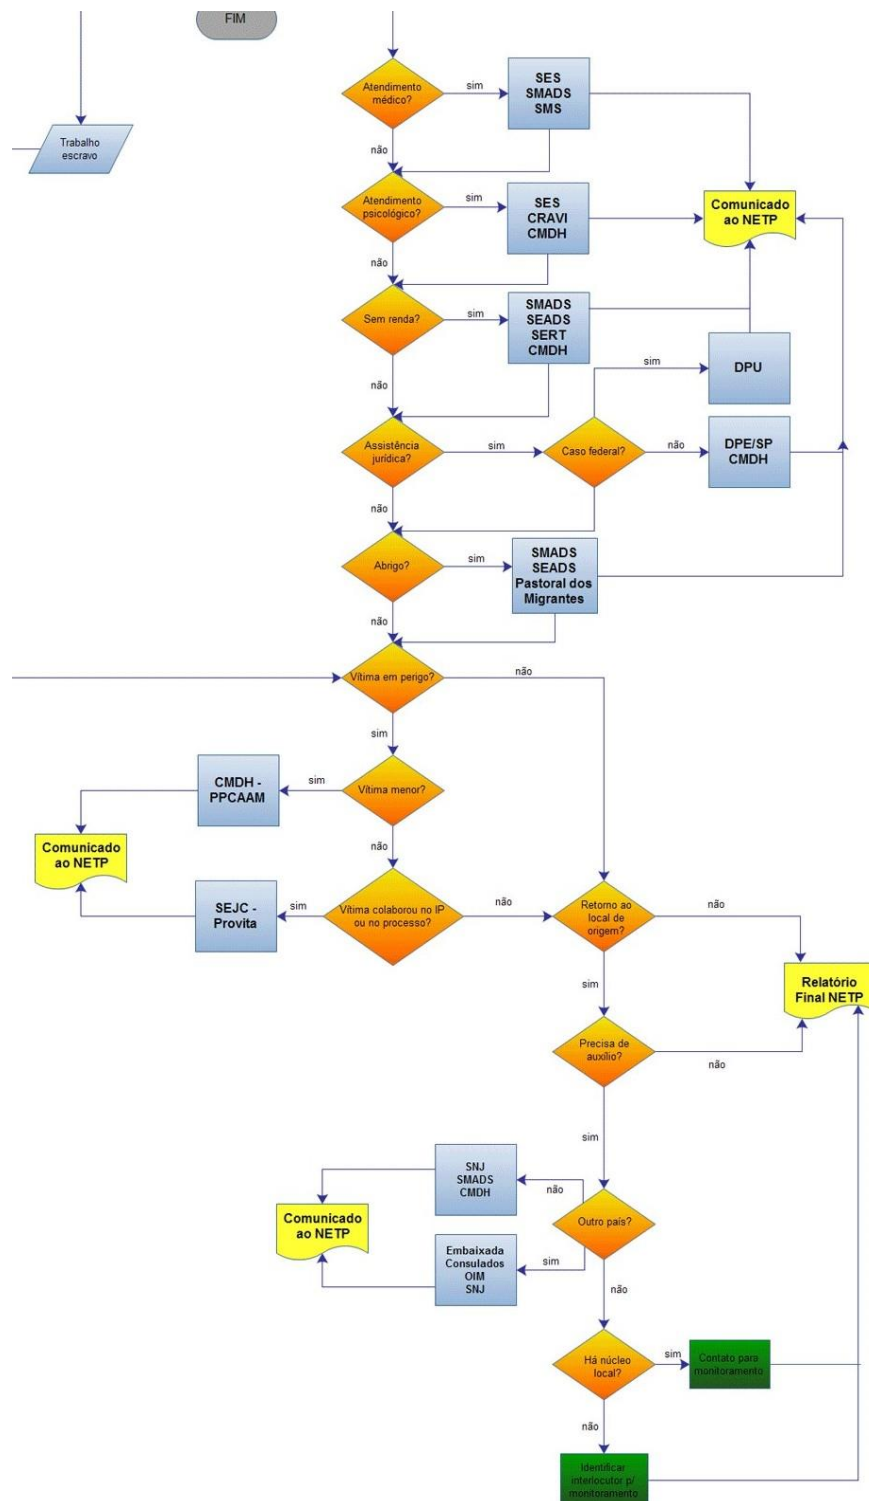 FIM
Atendimento
médico?
sim
SES
SMADS
SMS
Trabalho
escravo
não
Atendimento
psicológico?
sim
SES
CRAVI
CMDH
Comunicado
ao NETP
não
Sem renda?
sim
SMADS
SEADS
SERT
CMDH
sim
DPU
não
Assistência
jurídica?
sim
Caso federal?
não
DPE/SP
CMDH
não
Abrigo?
sim
SMADS
SEADS
Pastoral dos
Migrantes
não
Vítima em perigo?
não
sim
CMDH -
PPCAAM
sim
Vítima menor?
não
Comunicado
ao NETP
SEJC -
Provita
sim
Vítima colaborou no IP
ou no processo?
não
Retorno ao
local de
origem?
não
Relatório
Final NETP
sim
Precisa de
auxílio?
não
sim
SNJ
SMADS
CMDH
não
Comunicado
ao NETP
Outro país?
Embaixada
Consulados
OIM
SNJ
sim
não
Há núcleo
local?
sim
Contato para
monitoramento
não
Identificar
interlocutor p/
monitoramento